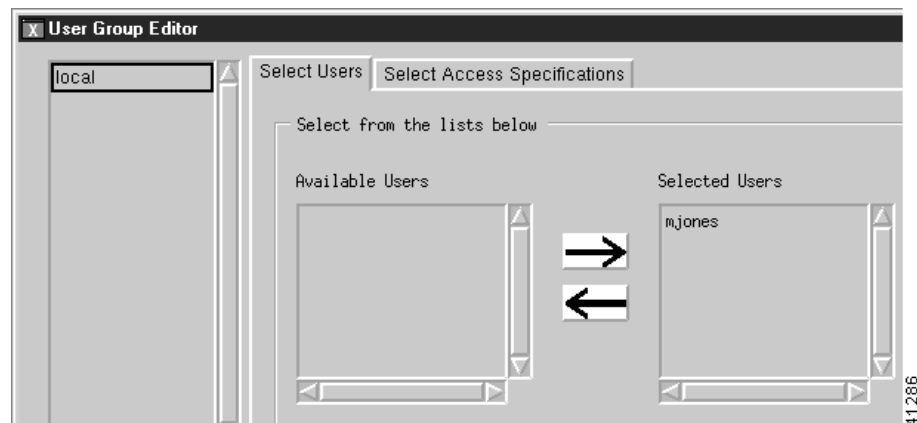 X User Group Editor
local
Select Users
Select Access Specifications
Select from the lists below
Available Users
Selected Users
mjones
41286